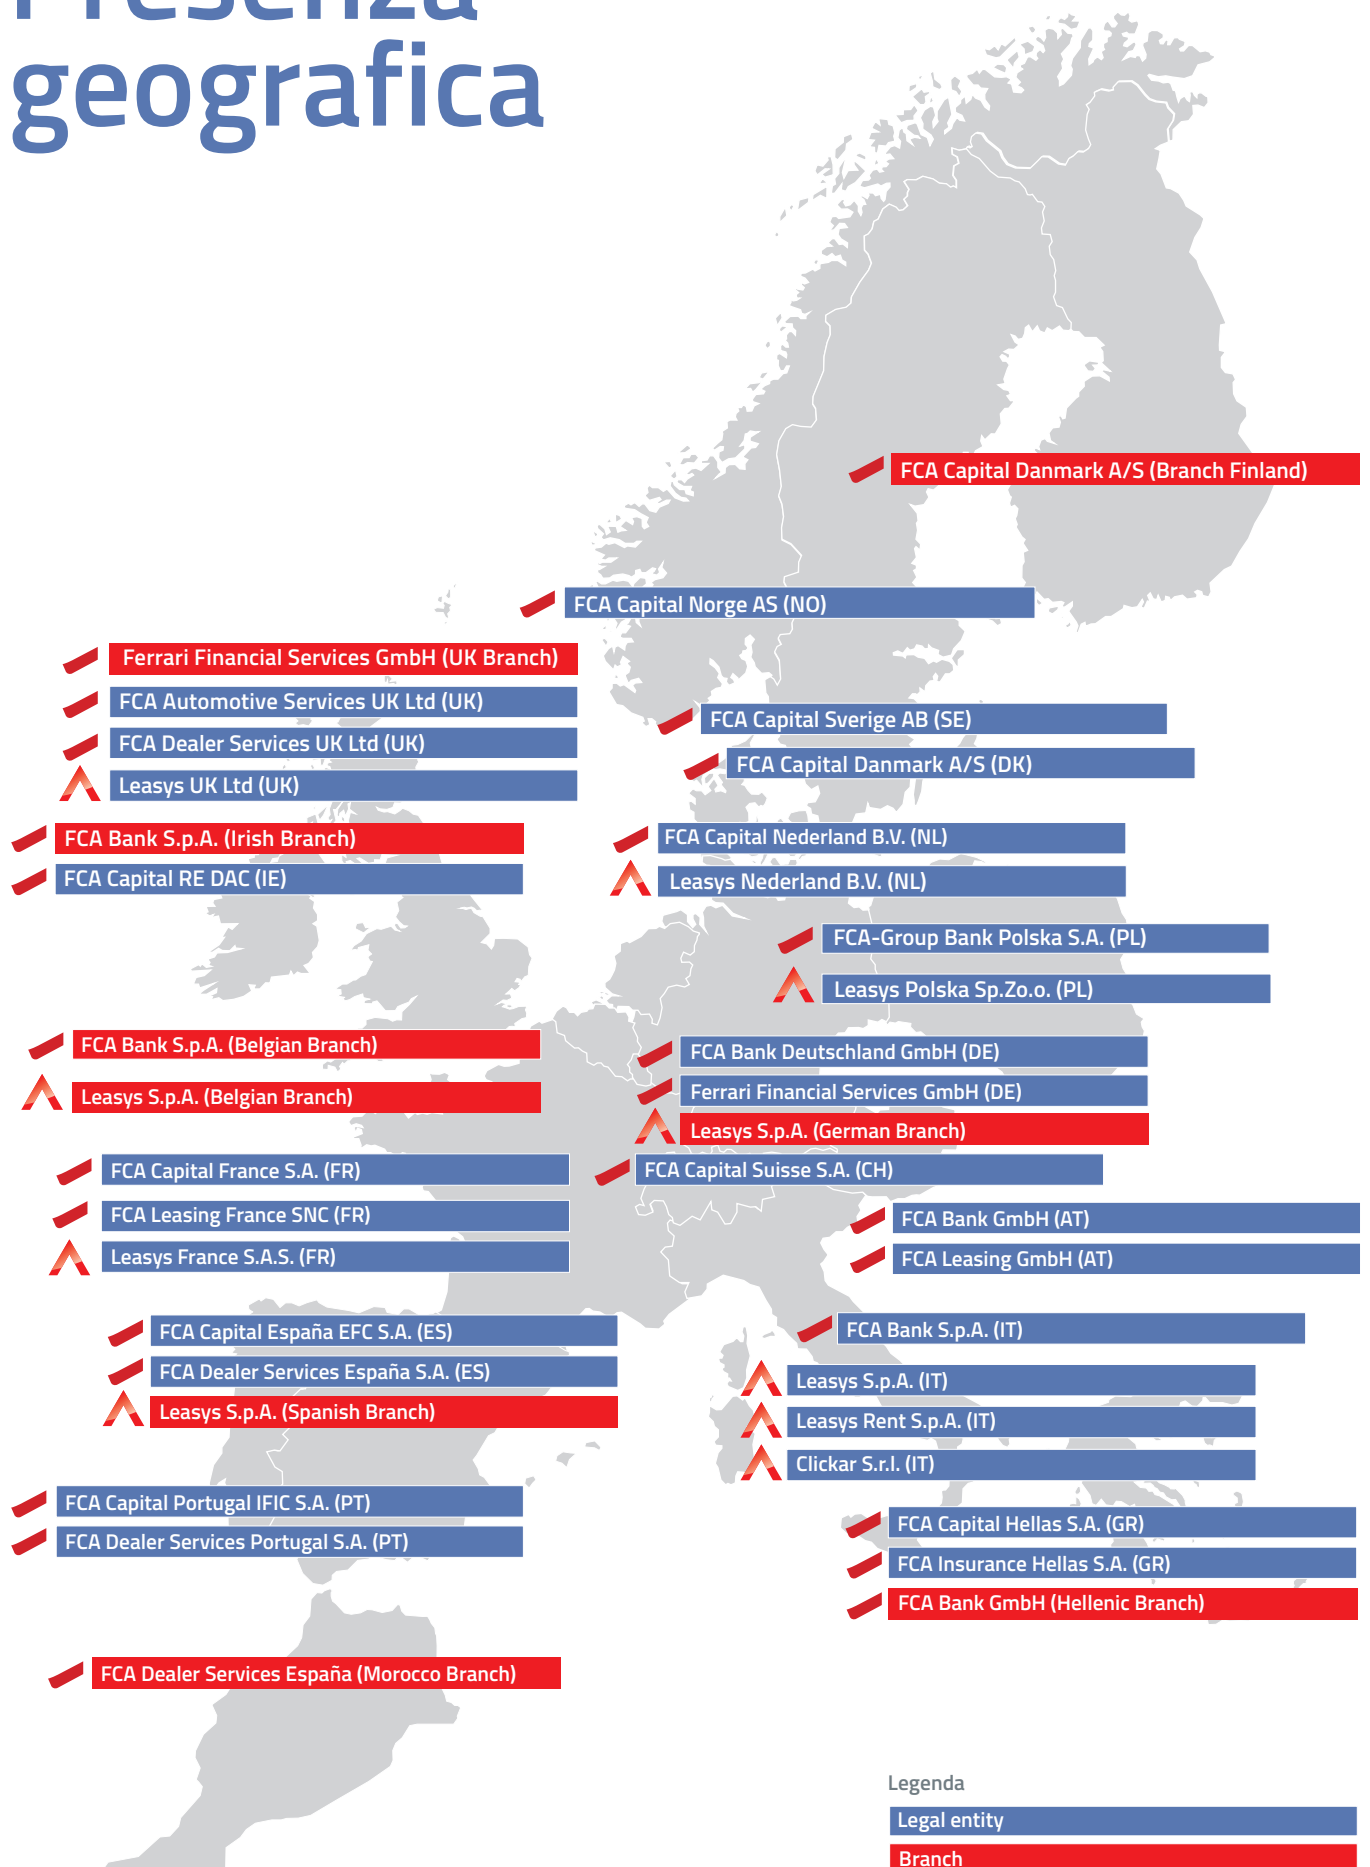 Presenza
geografica
FCA Capital Danmark A/S (Branch Finland)
FCA Capital Norge AS (NO)
Ferrari Financial Services GmbH (UK Branch)
FCA Automotive Services UK Ltd (UK)
FCA Dealer Services UK Ltd (UK)
Leasys UK Ltd (UK)
FCA Capital Sverige AB (SE)
FCA Capital Danmark A/S (DK)
FCA Bank S.p.A. (Irish Branch)
FCA Capital RE DAC (IE)
FCA Capital Nederland B.V. (NL)
Leasys Nederland B.V. (NL)
FCA-Group Bank Polska S.A. (PL)
Leasys Polska Sp.Zo.o. (PL)
FCA Bank S.p.A. (Belgian Branch)
Leasys S.p.A. (Belgian Branch)
FCA Bank Deutschland GmbH (DE)
Ferrari Financial Services GmbH (DE)
Leasys S.p.A. (German Branch)
FCA Capital France S.A. (FR)
FCA Leasing France SNC (FR)
Leasys France S.A.S. (FR)
FCA Capital Suisse S.A. (CH)
FCA Bank GmbH (AT)
FCA Leasing GmbH (AT)
FCA Capital España EFC S.A. (ES)
FCA Dealer Services España S.A. (ES)
Leasys S.p.A. (Spanish Branch)
FCA Bank S.p.A. (IT)
Leasys S.p.A. (IT)
Leasys Rent S.p.A. (IT)
Clickar S.r.l. (IT)
FCA Capital Portugal IFIC S.A. (PT)
FCA Dealer Services Portugal S.A. (PT)
FCA Capital Hellas S.A. (GR)
FCA Insurance Hellas S.A. (GR)
FCA Bank GmbH (Hellenic Branch)
FCA Dealer Services España (Morocco Branch)
Legenda
Legal entity
Branch